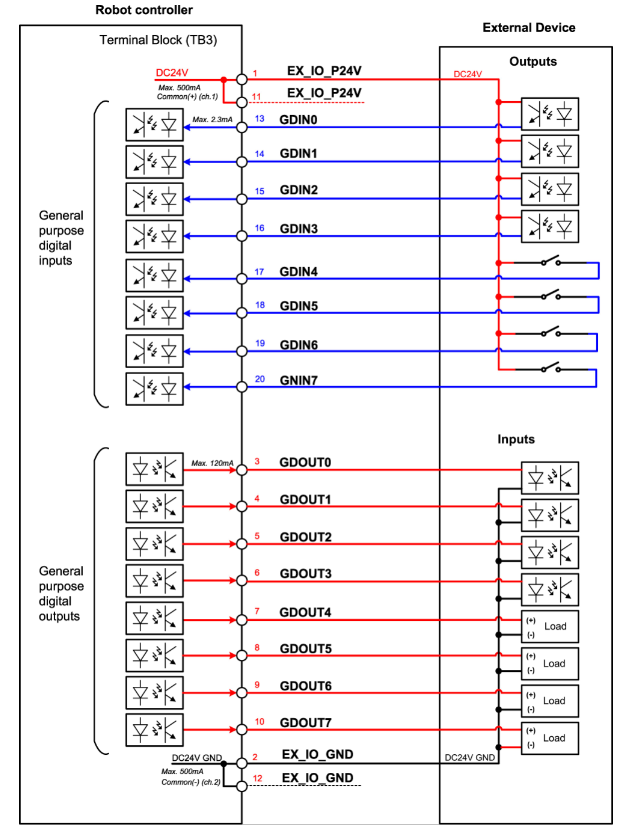 Robot controller
External Device
Terminal Block (TB3)
Outputs
DC24V
1
EX_IO_P24V
DC24V
Max. 500mA
Common(+) (ch.1)
11
EX_IO_P24V
Max. 2.3mA
13
GDIN0
14
GDIN1
15
GDIN2
16
GDIN3
General
purpose
digital
inputs
17
GDIN4
18
GDIN5
19
GDIN6
20
GNIN7
Inputs
Max. 120mA
3
GDOUT0
4
GDOUT1
5
GDOUT2
6
GDOUT3
General
purpose
digital
outputs
7
GDOUT4
(+)
(-)
Load
8
GDOUT5
(+)
(-)
Load
9
GDOUT6
(+)
(-)
Load
10
GDOUT7
(+)
(-)
Load
DC24V GND
2
EX_IO_GND
DC24V GND
Max. 500mA
Common(-) (ch.2)
12
EX_IO_GND